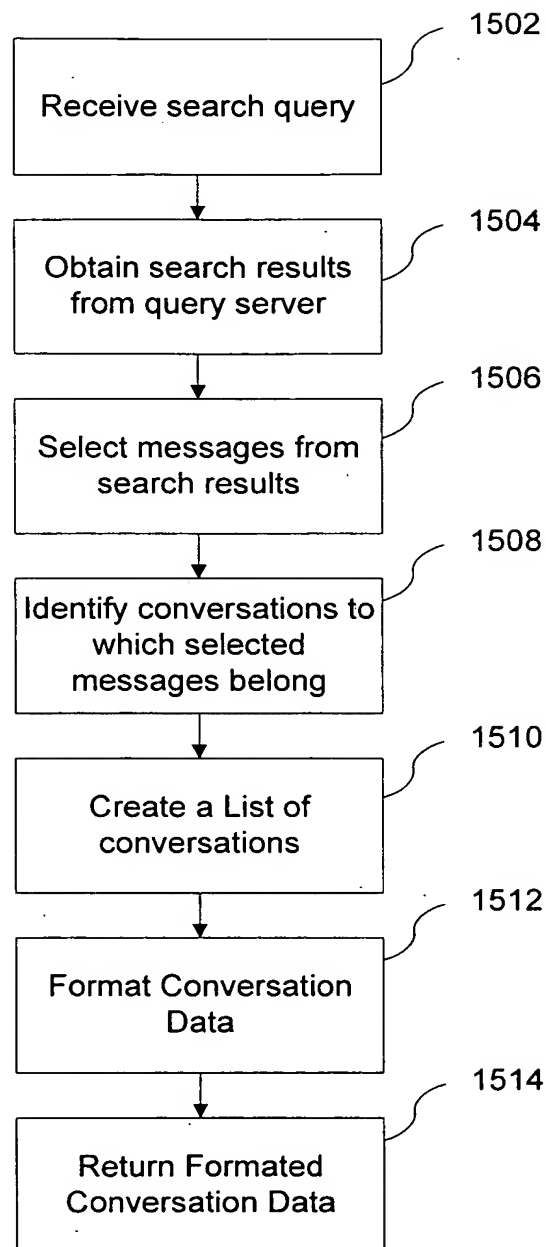 1502
Receive search query
1504
Obtain search results
from query server
1506
Select messages from
search results
1508
Identify conversations to
which selected
messages belong
1510
Create a List of
conversations
1512
Format Conversation
Data
1514
Return Formated
Conversation Data